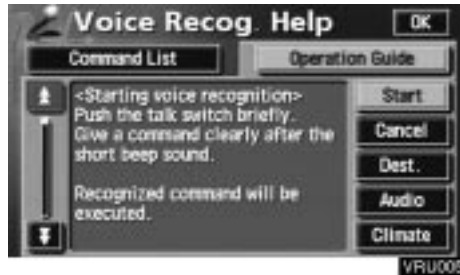 Voice Recog. Help
OK
Command List
Operation Guide
<Starting voice recognition>
Push the talk switch briefly.
Give a command clearly after the
short beep sound.
Recognized command will be
executed.
Start
Cancel
Dest.
Audio
Climate